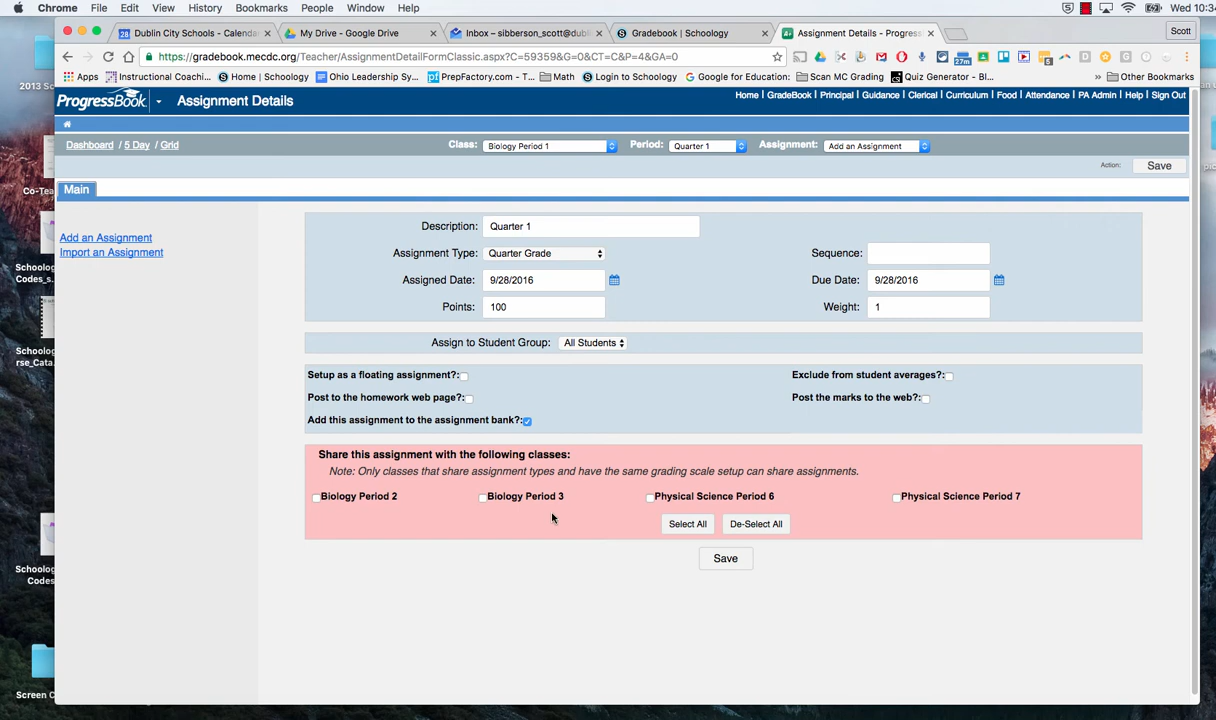 Chrome File Edit View History Bookmarks People Window Help Wed 10:34
Dublin City Schools - Calenda My Drive - Google Drive Inbox - sibberson_scott@dubl Gradebook | Schoology Assignment Details - Progress Scott
https://gradebook.mecdc.org/Teacher/AssignmentDetailFormClassic.aspx?C=59359&G=0&CT=C&P=4&GA=0
Apps Instructional Coachi... Home | Schoology Ohio Leadership Sy... PrepFactory.com - T... Math Login to Schoology Google for Education: Scan MC Grading Quiz Generator - Bl... » Other Bookmarks
2013 S
ProgressBook Assignment Details
Home | GradeBook | Principal | Guidance | Clerical | Curriculum | Food | Attendance | PA Admin | Help | Sign Out
Dashboard / 5 Day / Grid Class: Biology Period 1 Period: Quarter 1 Assignment: Add an Assignment
Action: Save
Main
Co-Tea
Description: Quarter 1
Add an Assignment
Import an Assignment
Assignment Type: Quarter Grade Sequence:
Schoolog
Codes_s.
Assigned Date: 9/28/2016 Due Date: 9/28/2016
Points: 100 Weight: 1
Assign to Student Group: All Students
Schoolog
rse_Cata.
Setup as a floating assignment?: Exclude from student averages?:
Post to the homework web page?: Post the marks to the web?:
Add this assignment to the assignment bank?:
Share this assignment with the following classes:
Note: Only classes that share assignment types and have the same grading scale setup can share assignments.
Biology Period 2 Biology Period 3 Physical Science Period 6 Physical Science Period 7
Select All De-Select All
Save
Schoolog
Codes
Screen C